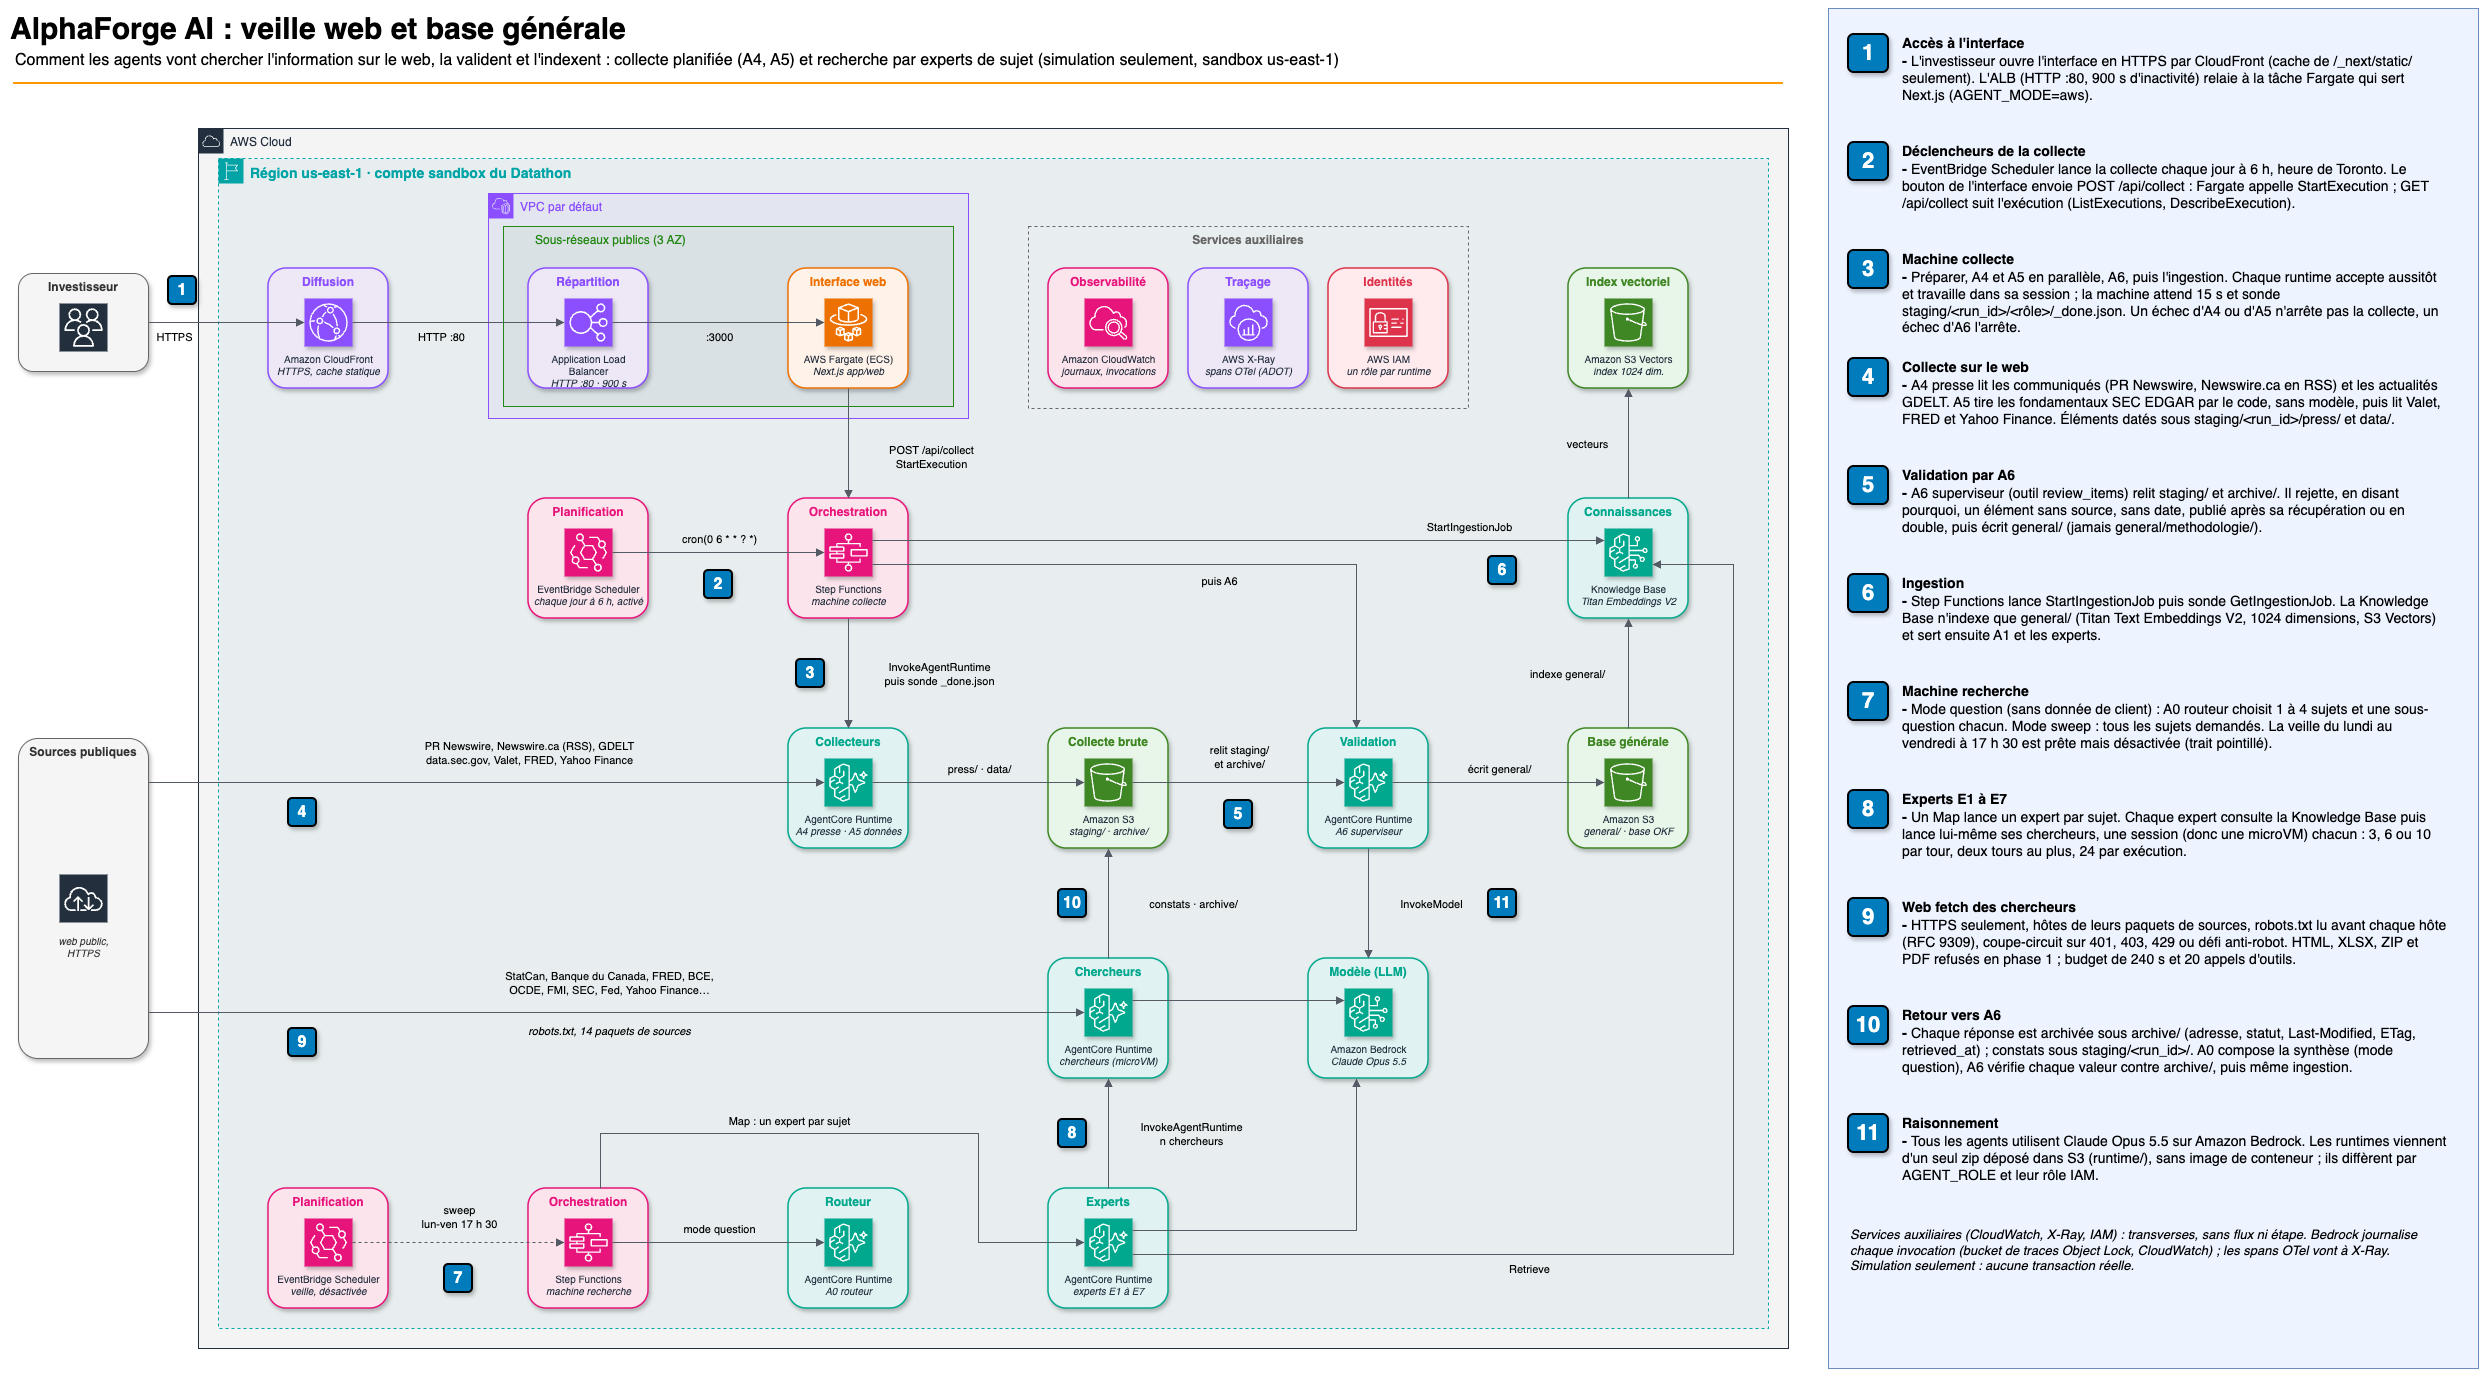 AlphaForge AI : veille web et base générale
Comment les agents vont chercher l'information sur le web, la valident et l'indexent : collecte planifiée (A4, A5) et recherche par experts de sujet (simulation seulement, sandbox us-east-1)
AWS Cloud
Région us-east-1 · compte sandbox du Datathon
VPC par défaut
Sous-réseaux publics (3 AZ)
Services auxiliaires
Investisseur
1
HTTPS
Diffusion
Amazon CloudFront
HTTPS, cache statique
HTTP :80
Répartition
Application Load
Balancer
HTTP :80 · 900 s
:3000
Interface web
AWS Fargate (ECS)
Next.js app/web
Observabilité
Amazon CloudWatch
journaux, invocations
Traçage
AWS X-Ray
spans OTel (ADOT)
Identités
AWS IAM
un rôle par runtime
Index vectoriel
Amazon S3 Vectors
index 1024 dim.
POST /api/collect
StartExecution
vecteurs
Planification
EventBridge Scheduler
chaque jour à 6 h, activé
cron(0 6 * * ? *)
2
Orchestration
Step Functions
machine collecte
StartIngestionJob
puis A6
6
Connaissances
Knowledge Base
Titan Embeddings V2
3
InvokeAgentRuntime
puis sonde _done.json
indexe general/
Sources publiques
web public,
HTTPS
PR Newswire, Newswire.ca (RSS), GDELT
data.sec.gov, Valet, FRED, Yahoo Finance
4
Collecteurs
AgentCore Runtime
A4 presse · A5 données
press/ · data/
Collecte brute
Amazon S3
staging/ · archive/
relit staging/
et archive/
5
Validation
AgentCore Runtime
A6 superviseur
écrit general/
Base générale
Amazon S3
general/ · base OKF
10
constats · archive/
InvokeModel
11
StatCan, Banque du Canada, FRED, BCE,
OCDE, FMI, SEC, Fed, Yahoo Finance…
robots.txt, 14 paquets de sources
9
Chercheurs
AgentCore Runtime
chercheurs (microVM)
Modèle (LLM)
Amazon Bedrock
Claude Opus 5.5
Map : un expert par sujet
8
InvokeAgentRuntime
n chercheurs
Planification
EventBridge Scheduler
veille, désactivée
sweep
lun-ven 17 h 30
7
Orchestration
Step Functions
machine recherche
mode question
Routeur
AgentCore Runtime
A0 routeur
Experts
AgentCore Runtime
experts E1 à E7
Retrieve
1
Accès à l'interface
- L'investisseur ouvre l'interface en HTTPS par CloudFront (cache de /_next/static/
seulement). L'ALB (HTTP :80, 900 s d'inactivité) relaie à la tâche Fargate qui sert
Next.js (AGENT_MODE=aws).
2
Déclencheurs de la collecte
- EventBridge Scheduler lance la collecte chaque jour à 6 h, heure de Toronto. Le
bouton de l'interface envoie POST /api/collect : Fargate appelle StartExecution ; GET
/api/collect suit l'exécution (ListExecutions, DescribeExecution).
3
Machine collecte
- Préparer, A4 et A5 en parallèle, A6, puis l'ingestion. Chaque runtime accepte aussitôt
et travaille dans sa session ; la machine attend 15 s et sonde
staging/<run_id>/<rôle>/_done.json. Un échec d'A4 ou d'A5 n'arrête pas la collecte, un
échec d'A6 l'arrête.
4
Collecte sur le web
- A4 presse lit les communiqués (PR Newswire, Newswire.ca en RSS) et les actualités
GDELT. A5 tire les fondamentaux SEC EDGAR par le code, sans modèle, puis lit Valet,
FRED et Yahoo Finance. Éléments datés sous staging/<run_id>/press/ et data/.
5
Validation par A6
- A6 superviseur (outil review_items) relit staging/ et archive/. Il rejette, en disant
pourquoi, un élément sans source, sans date, publié après sa récupération ou en
double, puis écrit general/ (jamais general/methodologie/).
6
Ingestion
- Step Functions lance StartIngestionJob puis sonde GetIngestionJob. La Knowledge
Base n'indexe que general/ (Titan Text Embeddings V2, 1024 dimensions, S3 Vectors)
et sert ensuite A1 et les experts.
7
Machine recherche
- Mode question (sans donnée de client) : A0 routeur choisit 1 à 4 sujets et une sous-
question chacun. Mode sweep : tous les sujets demandés. La veille du lundi au
vendredi à 17 h 30 est prête mais désactivée (trait pointillé).
8
Experts E1 à E7
- Un Map lance un expert par sujet. Chaque expert consulte la Knowledge Base puis
lance lui-même ses chercheurs, une session (donc une microVM) chacun : 3, 6 ou 10
par tour, deux tours au plus, 24 par exécution.
9
Web fetch des chercheurs
- HTTPS seulement, hôtes de leurs paquets de sources, robots.txt lu avant chaque hôte
(RFC 9309), coupe-circuit sur 401, 403, 429 ou défi anti-robot. HTML, XLSX, ZIP et
PDF refusés en phase 1 ; budget de 240 s et 20 appels d'outils.
10
Retour vers A6
- Chaque réponse est archivée sous archive/ (adresse, statut, Last-Modified, ETag,
retrieved_at) ; constats sous staging/<run_id>/. A0 compose la synthèse (mode
question), A6 vérifie chaque valeur contre archive/, puis même ingestion.
11
Raisonnement
- Tous les agents utilisent Claude Opus 5.5 sur Amazon Bedrock. Les runtimes viennent
d'un seul zip déposé dans S3 (runtime/), sans image de conteneur ; ils diffèrent par
AGENT_ROLE et leur rôle IAM.
Services auxiliaires (CloudWatch, X-Ray, IAM) : transverses, sans flux ni étape. Bedrock journalise
chaque invocation (bucket de traces Object Lock, CloudWatch) ; les spans OTel vont à X-Ray.
Simulation seulement : aucune transaction réelle.